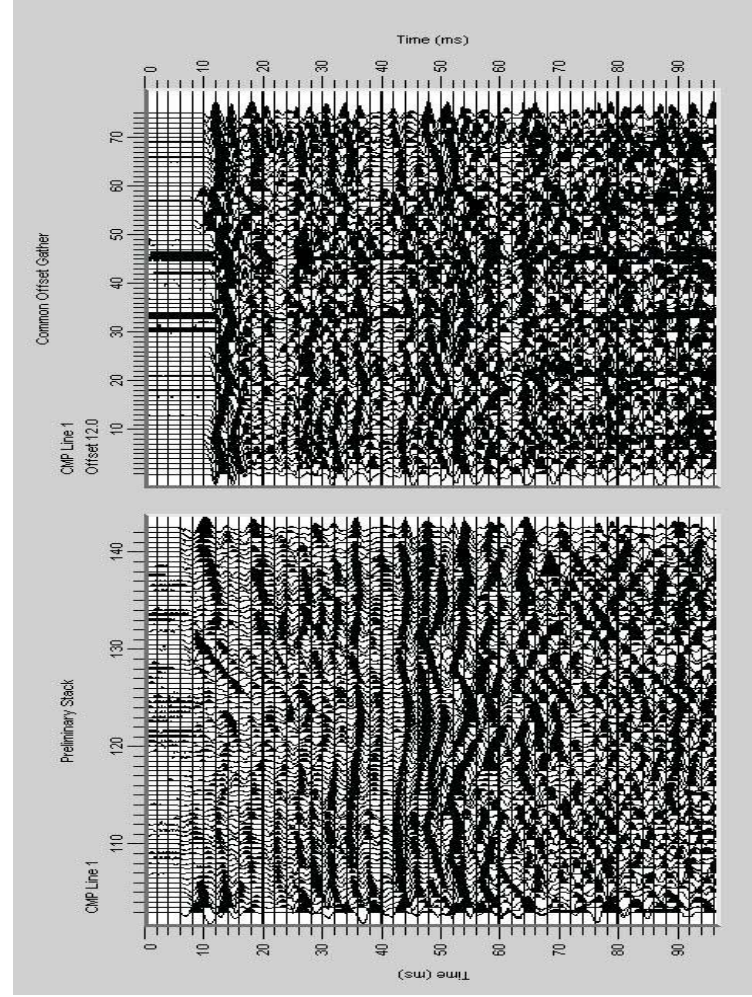 Preliminary Stack
CMP Line 1
110 120 130 140
0
10
20
30
40
50
60
70
80
90
Time (ms)
Common Offset Gather
CMP Line 1
Offset 12.0
10 20 30 40 50 60 70
0
10
20
30
40
50
60
70
80
90
Time (ms)